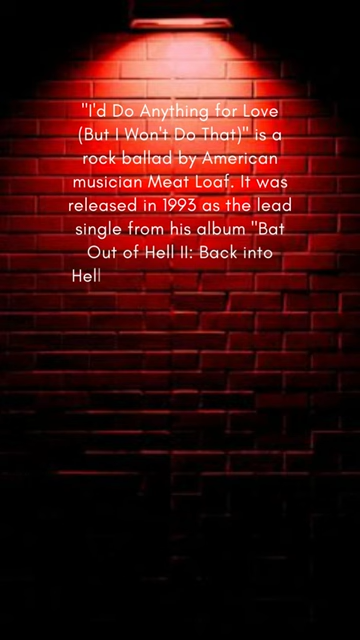 "I'd Do Anything for Love
(But I Won't Do That)" is a
rock ballad by American
musician Meat Loaf. It was
released in 1993 as the lead
single from his album "Bat
Out of Hell II: Back into
Hell